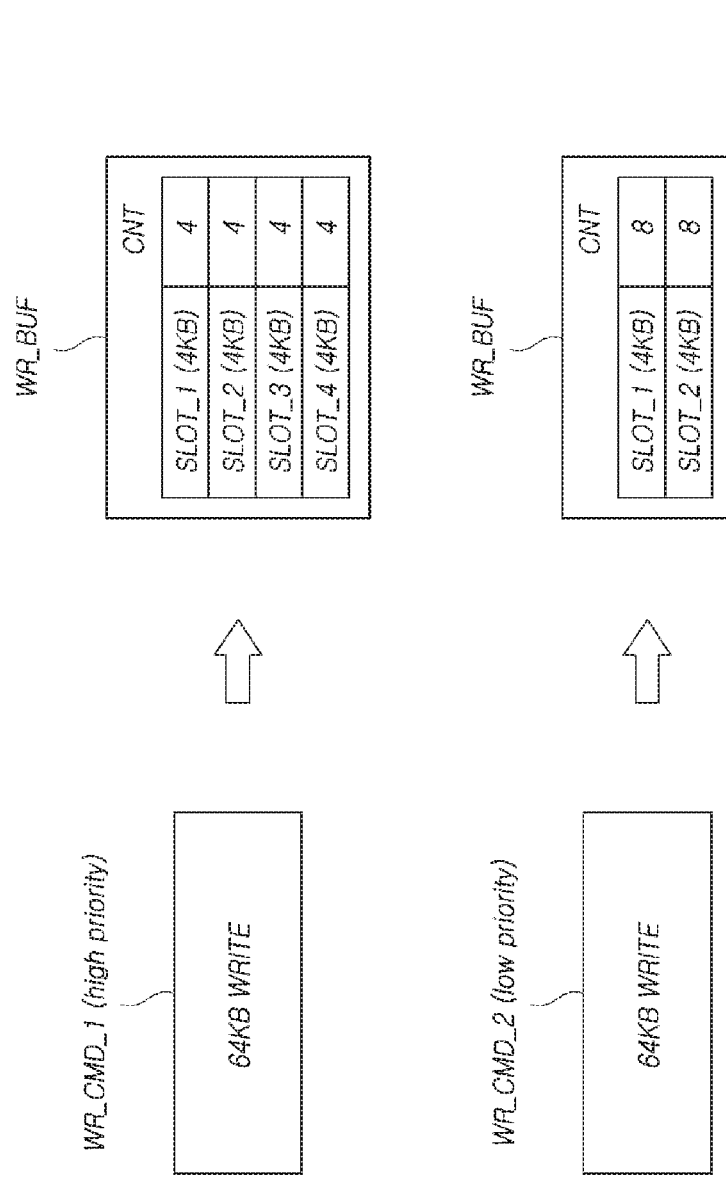 WR_CMD_1 (high priority)
64KB WRITE
WR_BUF
CNT
SLOT_1 (4KB) 4
SLOT_2 (4KB) 4
SLOT_3 (4KB) 4
SLOT_4 (4KB) 4
WR_CMD_2 (low priority)
64KB WRITE
WR_BUF
CNT
SLOT_1 (4KB) 8
SLOT_2 (4KB) 8